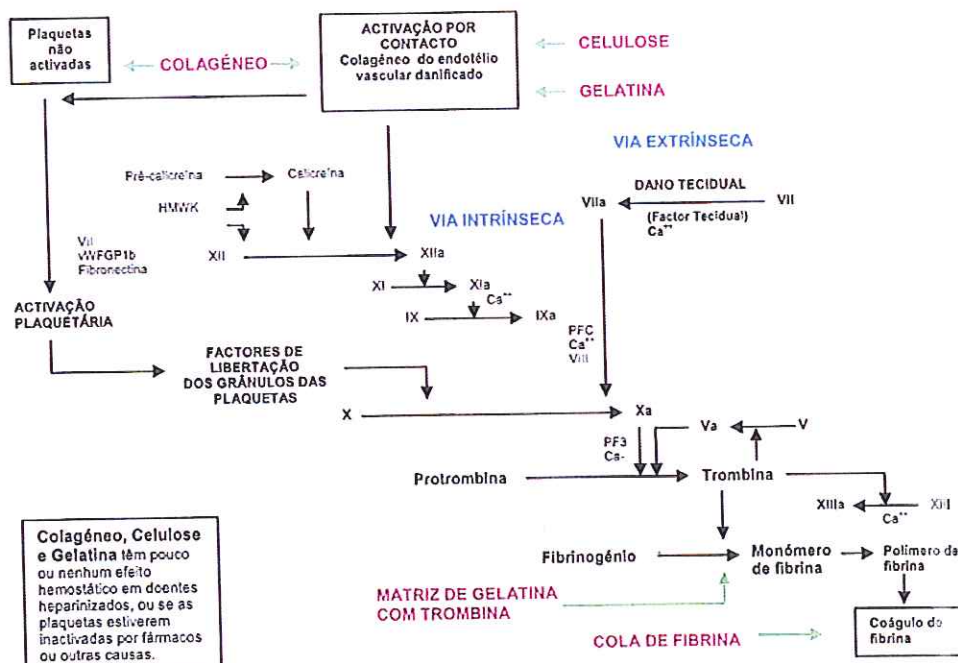 Plaquetas
não
activadas
COLAGÉNEO
ACTIVAÇÃO POR
CONTACTO
Colagéneo do endotélio
vascular danificado
CELULOSE
GELATINA
VIA EXTRÍNSECA
Pré-calicreína
Calicreína
HMWK
VIIa
DANO TECIDUAL
(Factor Tecidual)
Ca++
VII
VIA INTRÍNSECA
VII
vWFGP1b
Fibronectina
XII
XIIa
XI
XIa
Ca++
IX
IXa
ACTIVAÇÃO
PLAQUETÁRIA
PFC
Ca++
VIII
FACTORES DE
LIBERTAÇÃO
DOS GRÂNULOS DAS
PLAQUETAS
X
Xa
Va
V
PF3
Ca-
Protrombina
Trombina
XIIIa
Ca++
XIII
Colagéneo, Celulose
e Gelatina têm pouco
ou nenhum efeito
hemostático em doentes
heparinizados, ou se as
plaquetas estiverem
inactivadas por fármacos
ou outras causas.
Fibrinogénio
Monómero
de fibrina
Polímero da
fibrina
MATRIZ DE GELATINA
COM TROMBINA
COLA DE FIBRINA
Coágulo de
fibrina